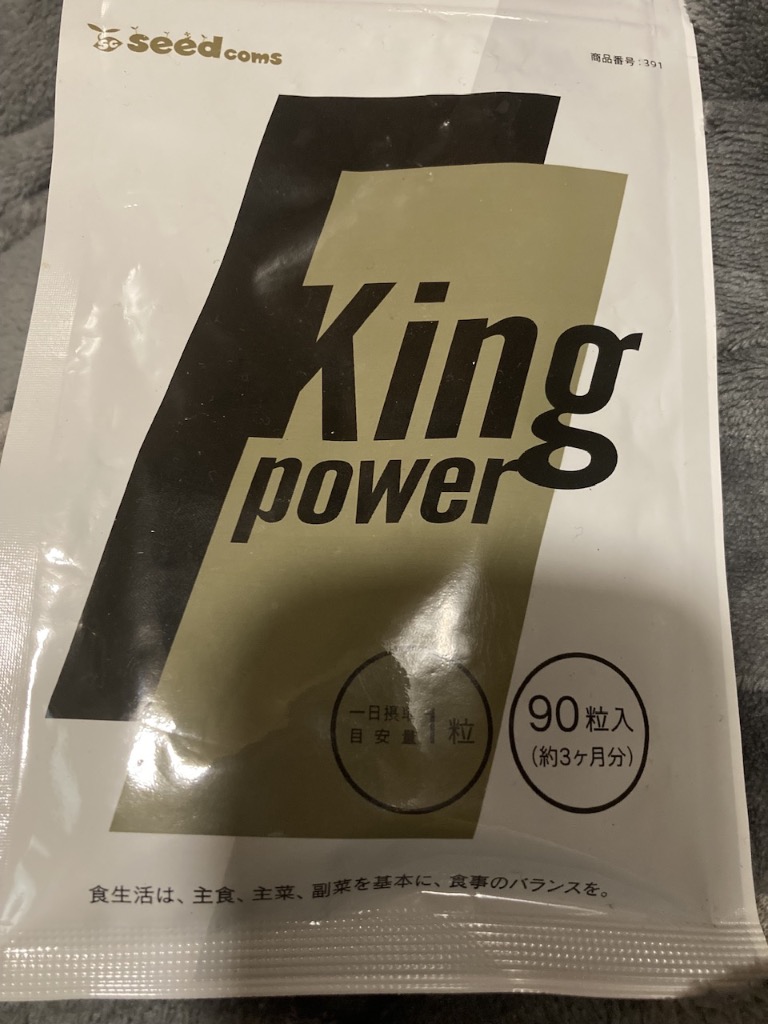 seedcoms
商品番号:391
King
power
一日摂取
目安量
1粒
90粒入
(約3ヶ月分)
食生活は、主食、主菜、副菜を基本に、食事のバランスを。